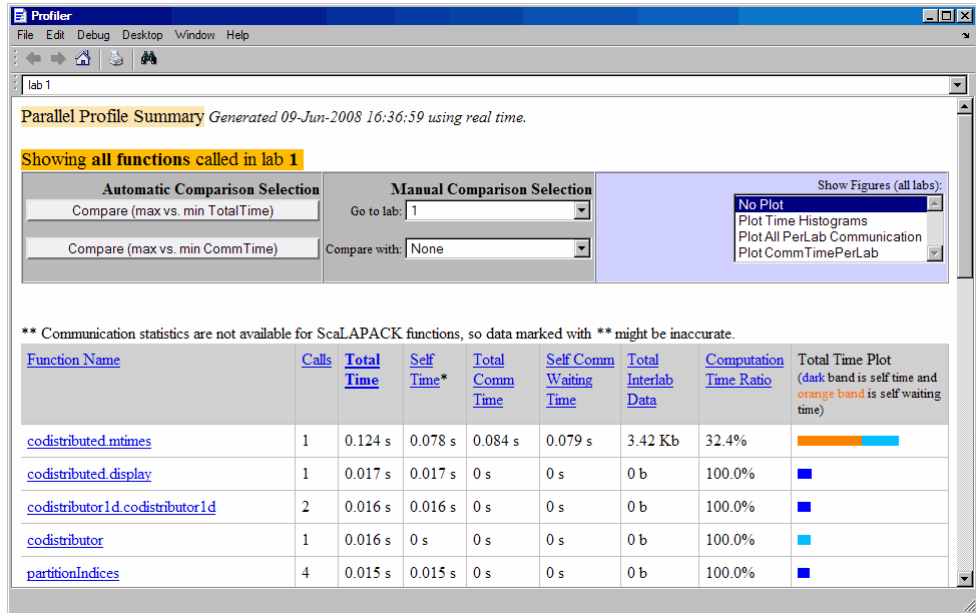 Profiler
File Edit Debug Desktop Window Help
lab 1
Parallel Profile Summary Generated 09-Jun-2008 16:36:59 using real time.
Showing all functions called in lab 1
Automatic Comparison Selection
Compare (max vs. min TotalTime)
Compare (max vs. min CommTime)
Manual Comparison Selection
Go to lab: 1
Compare with: None
Show Figures (all labs):
No Plot
Plot Time Histograms
Plot All PerLab Communication
Plot CommTimePerLab
** Communication statistics are not available for ScaLAPACK functions, so data marked with ** might be inaccurate.
Function Name Calls Total Time Self Time* Total Comm Time Self Comm Waiting Time Total Interlab Data Computation Time Ratio Total Time Plot (dark band is self time and orange band is self waiting time)
codistributed.mtimes 1 0.124 s 0.078 s 0.084 s 0.079 s 3.42 Kb 32.4%
codistributed.display 1 0.017 s 0.017 s 0 s 0 s 0 b 100.0%
codistributor1d.codistributor1d 2 0.016 s 0.016 s 0 s 0 s 0 b 100.0%
codistributor 1 0.016 s 0 s 0 s 0 s 0 b 100.0%
partitionIndices 4 0.015 s 0.015 s 0 s 0 s 0 b 100.0%